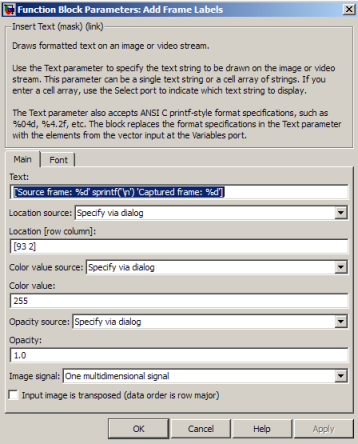 Function Block Parameters: Add Frame Labels
Insert Text (mask) (link)
Draws formatted text on an image or video stream.
Use the Text parameter to specify the text string to be drawn on the image or video
stream. This parameter can be a single text string or a cell array of strings. If you
enter a cell array, use the Select port to indicate which text string to display.
The Text parameter also accepts ANSI C printf-style format specifications, such as
%04d, %4.2f, etc. The block replaces the format specifications in the Text parameter
with the elements from the vector input at the Variables port.
Main Font
Text:
['Source frame: %d' sprintf('\n') 'Captured frame: %d']
Location source: Specify via dialog
Location [row column]:
[93 2]
Color value source: Specify via dialog
Color value:
255
Opacity source: Specify via dialog
Opacity:
1.0
Image signal: One multidimensional signal
Input image is transposed (data order is row major)
OK Cancel Help Apply